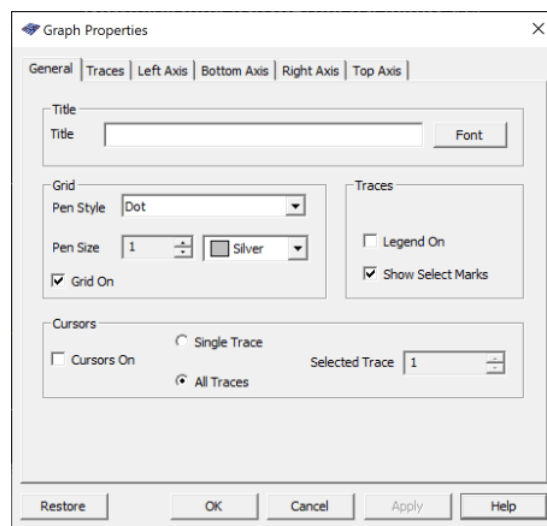 Graph Properties
General Traces Left Axis Bottom Axis Right Axis Top Axis
Title
Title Font
Grid
Pen Style Dot
Pen Size 1 Silver
Grid On
Traces
Legend On
Show Select Marks
Cursors
Cursors On
Single Trace
All Traces
Selected Trace 1
Restore OK Cancel Apply Help